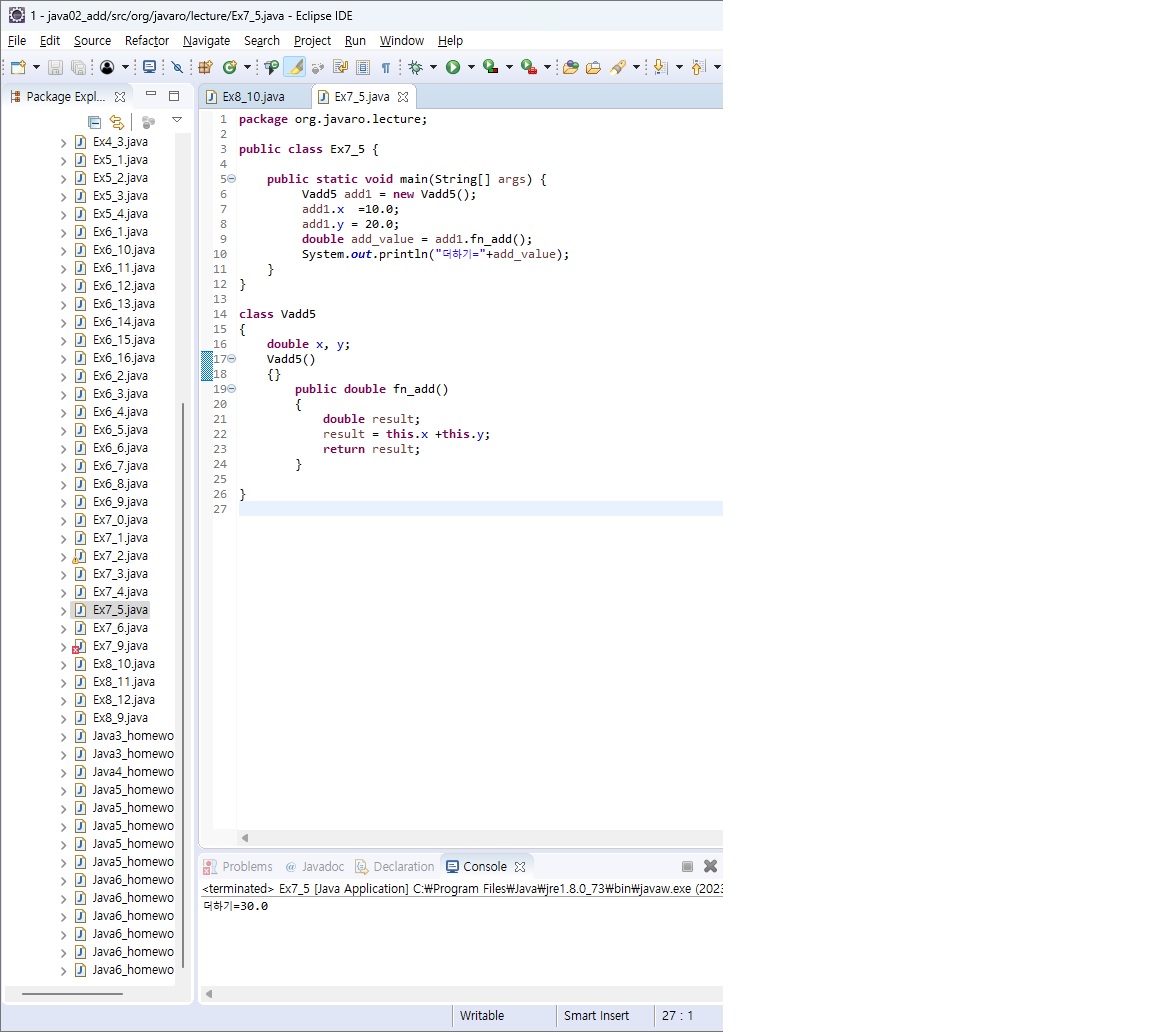 1 - java02_add/src/org/javaro/lecture/Ex7_5.java - Eclipse IDE
File Edit Source Refactor Navigate Search Project Run Window Help
Package Expl...
Ex4_3.java
Ex5_1.java
Ex5_2.java
Ex5_3.java
Ex5_4.java
Ex6_1.java
Ex6_10.java
Ex6_11.java
Ex6_12.java
Ex6_13.java
Ex6_14.java
Ex6_15.java
Ex6_16.java
Ex6_2.java
Ex6_3.java
Ex6_4.java
Ex6_5.java
Ex6_6.java
Ex6_7.java
Ex6_8.java
Ex6_9.java
Ex7_0.java
Ex7_1.java
Ex7_2.java
Ex7_3.java
Ex7_4.java
Ex7_5.java
Ex7_6.java
Ex7_9.java
Ex8_10.java
Ex8_11.java
Ex8_12.java
Ex8_9.java
Java3_homewo
Java3_homewo
Java4_homewo
Java5_homewo
Java5_homewo
Java5_homewo
Java5_homewo
Java5_homewo
Java6_homewo
Java6_homewo
Java6_homewo
Java6_homewo
Java6_homewo
Java6_homewo
Ex8_10.java Ex7_5.java
1 package org.javaro.lecture;
2
3 public class Ex7_5 {
4
5 public static void main(String[] args) {
6 Vadd5 add1 = new Vadd5();
7 add1.x  =10.0;
8 add1.y = 20.0;
9 double add_value = add1.fn_add();
10 System.out.println("더하기="+add_value);
11 }
12 }
13
14 class Vadd5
15 {
16 double x, y;
17 Vadd5()
18 {}
19 public double fn_add()
20 {
21 double result;
22 result = this.x +this.y;
23 return result;
24 }
25
26 }
27
Problems @ Javadoc Declaration Console
<terminated> Ex7_5 [Java Application] C:₩Program Files₩Java₩jre1.8.0_73₩bin₩javaw.exe (2023
더하기=30.0
Writable Smart Insert 27 : 1